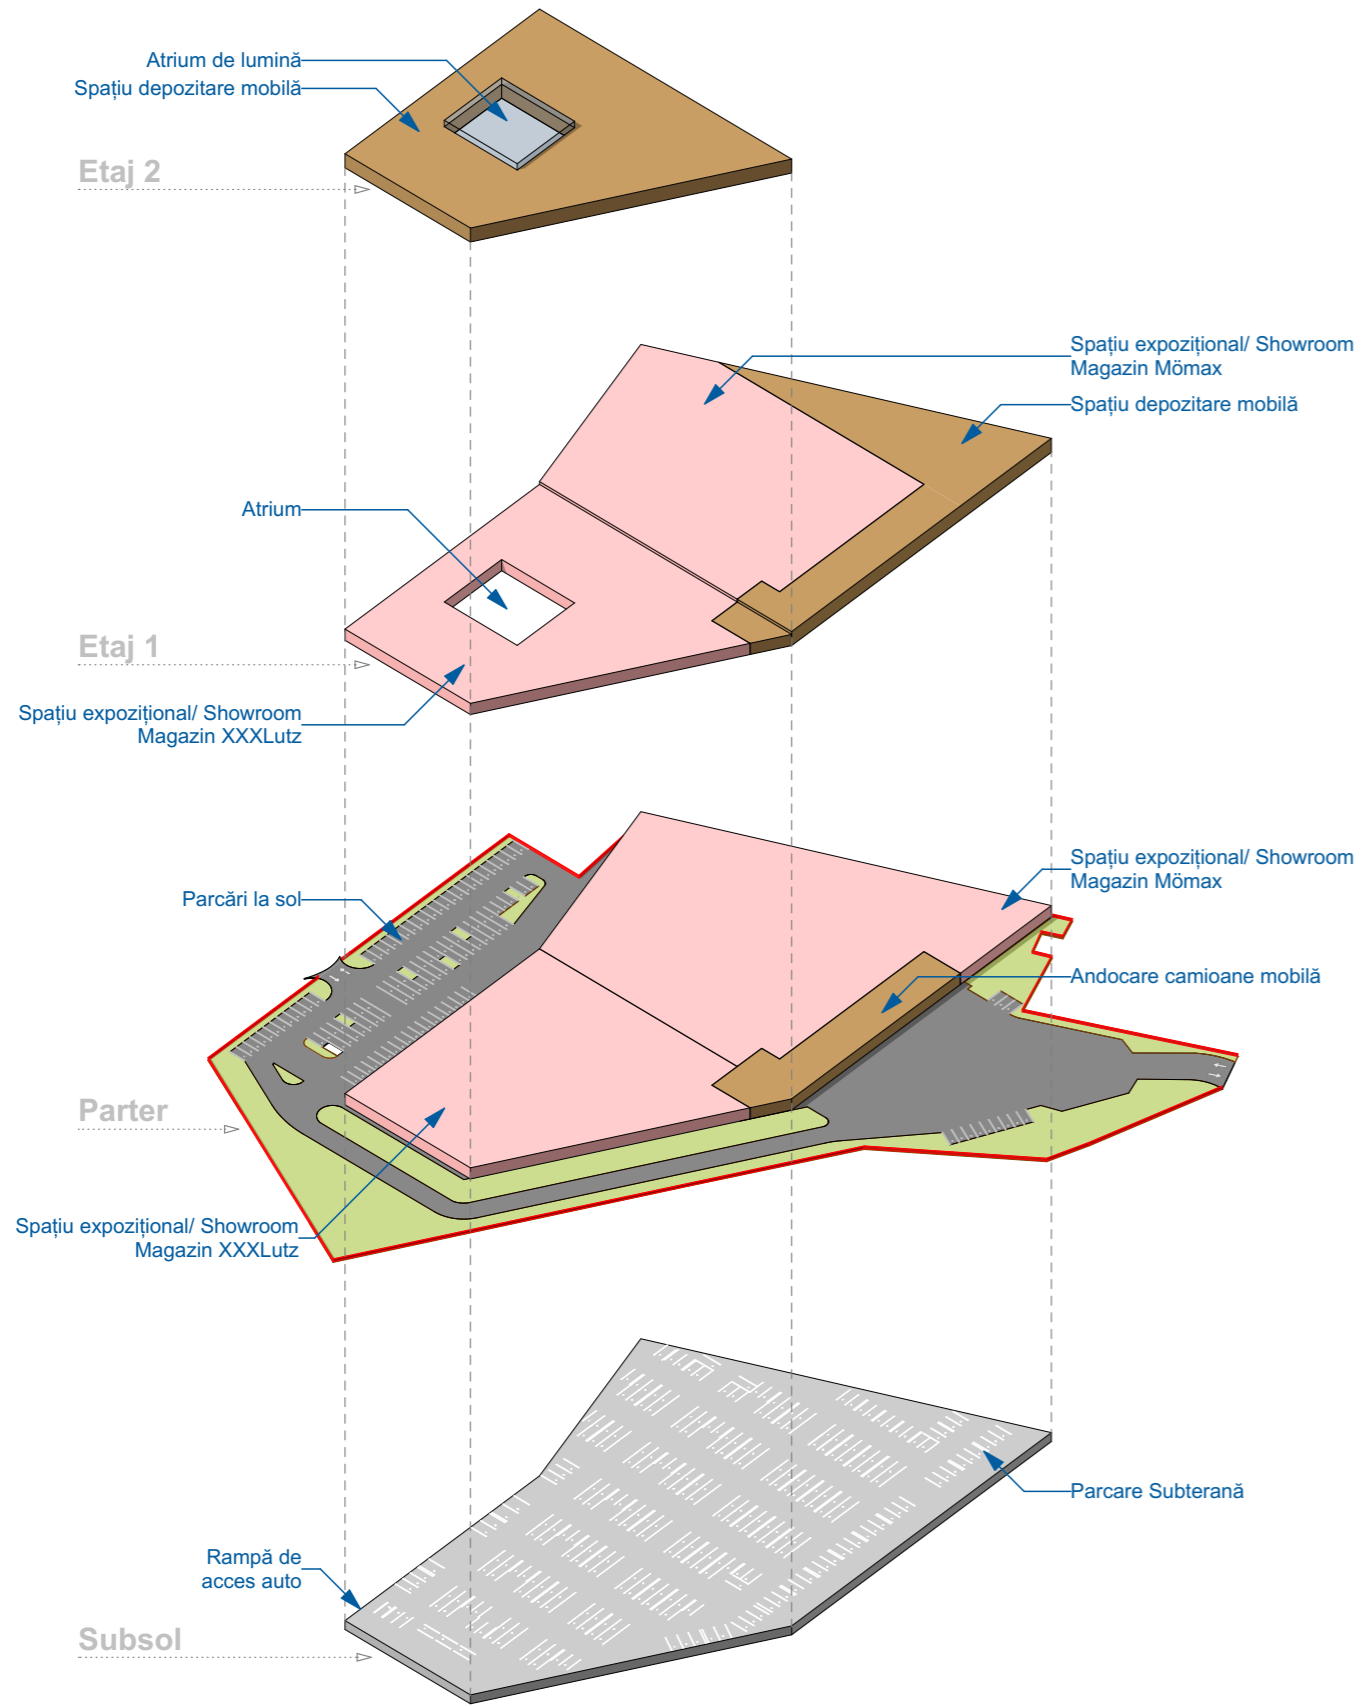 Atrium de lumină
Spațiu depozitare mobilă
Etaj 2
Spațiu expozițional/ Showroom
Magazin Mömax
Spațiu depozitare mobilă
Atrium
Etaj 1
Spațiu expozițional/ Showroom
Magazin XXXLutz
Spațiu expozițional/ Showroom
Magazin Mömax
Parcări la sol
Andocare camioane mobilă
Parter
Spațiu expozițional/ Showroom
Magazin XXXLutz
Parcare Subterană
Rampă de
acces auto
Subsol